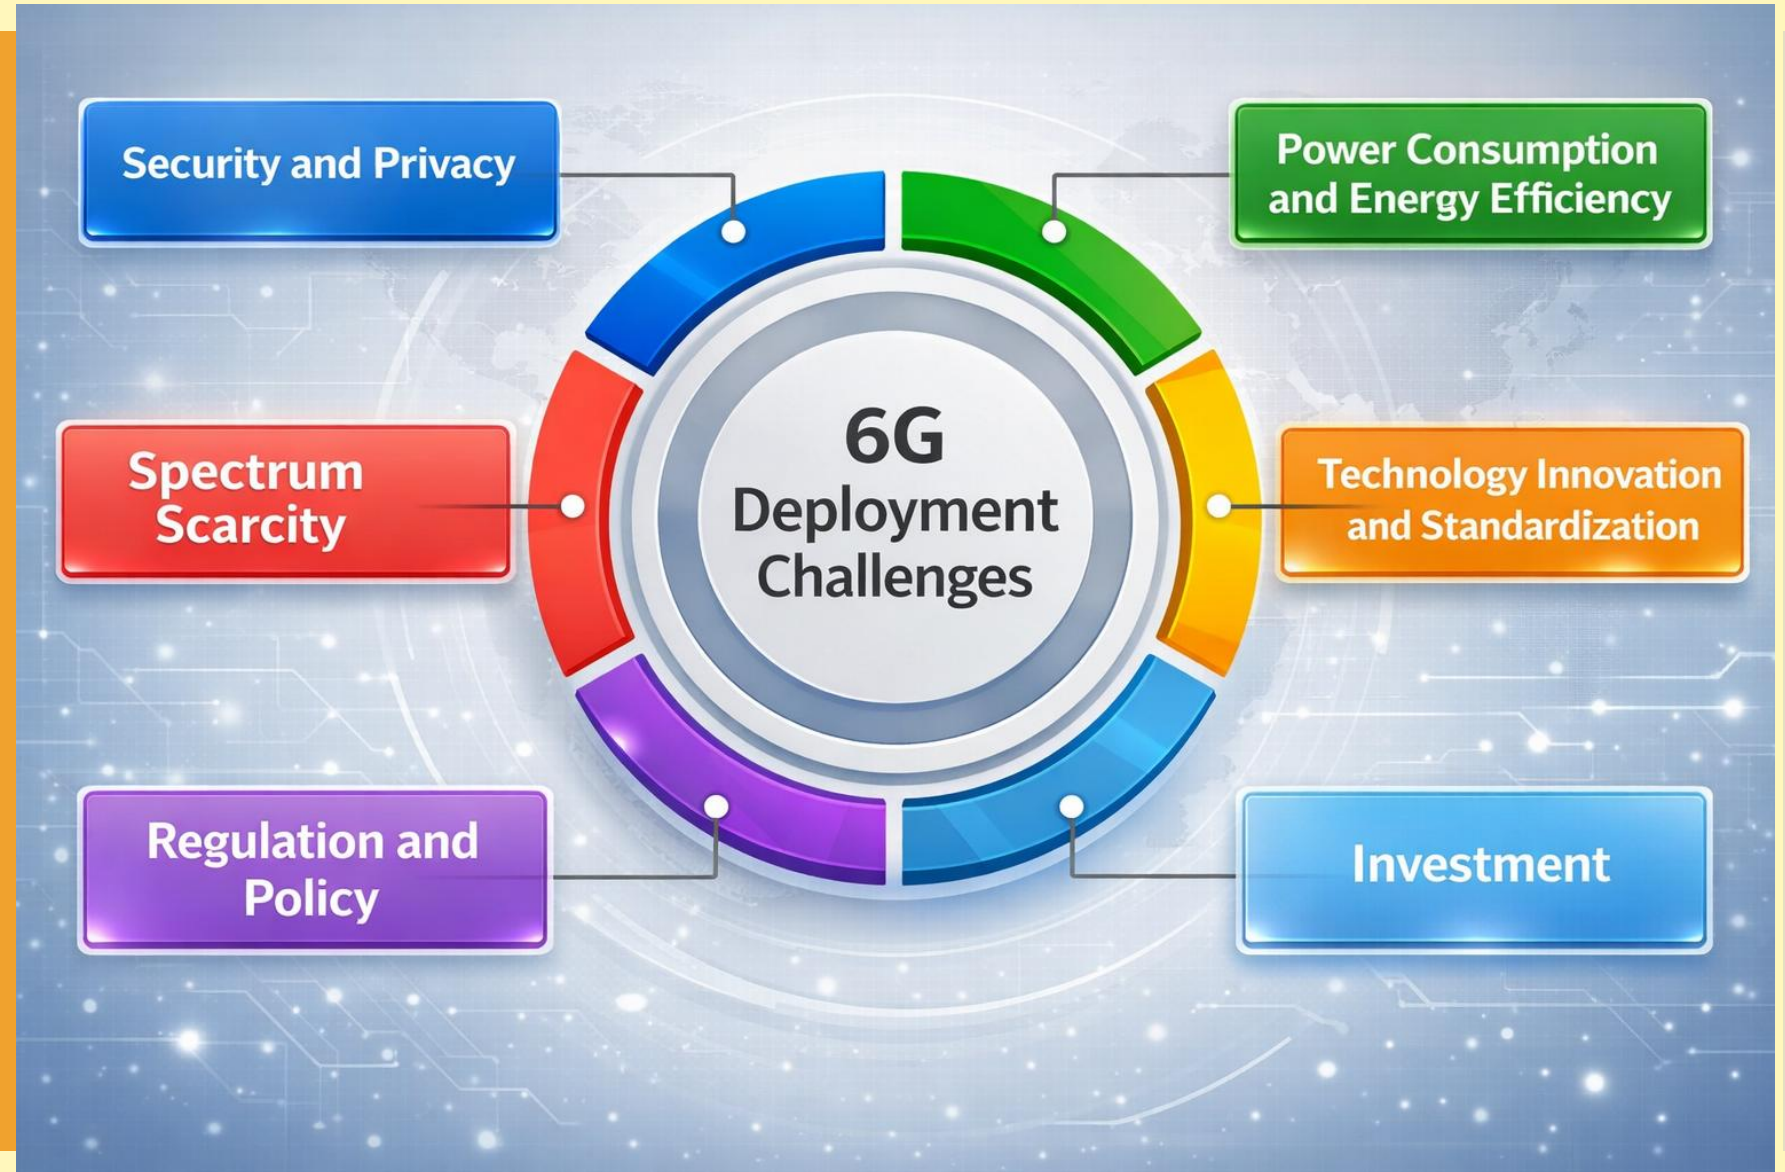 Security and Privacy
Power Consumption
and Energy Efficiency
Spectrum
Scarcity
6G
Deployment
Challenges
Technology Innovation
and Standardization
Regulation and
Policy
Investment